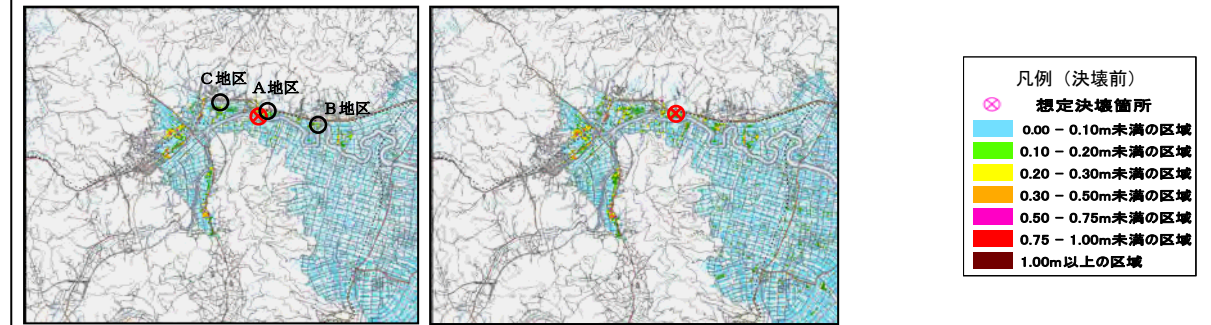 C地区
A地区
B地区
凡例（決壊前）
想定決壊箇所
0.00 － 0.10m未満の区域
0.10 － 0.20m未満の区域
0.20 － 0.30m未満の区域
0.30 － 0.50m未満の区域
0.50 － 0.75m未満の区域
0.75 － 1.00m未満の区域
1.00m以上の区域